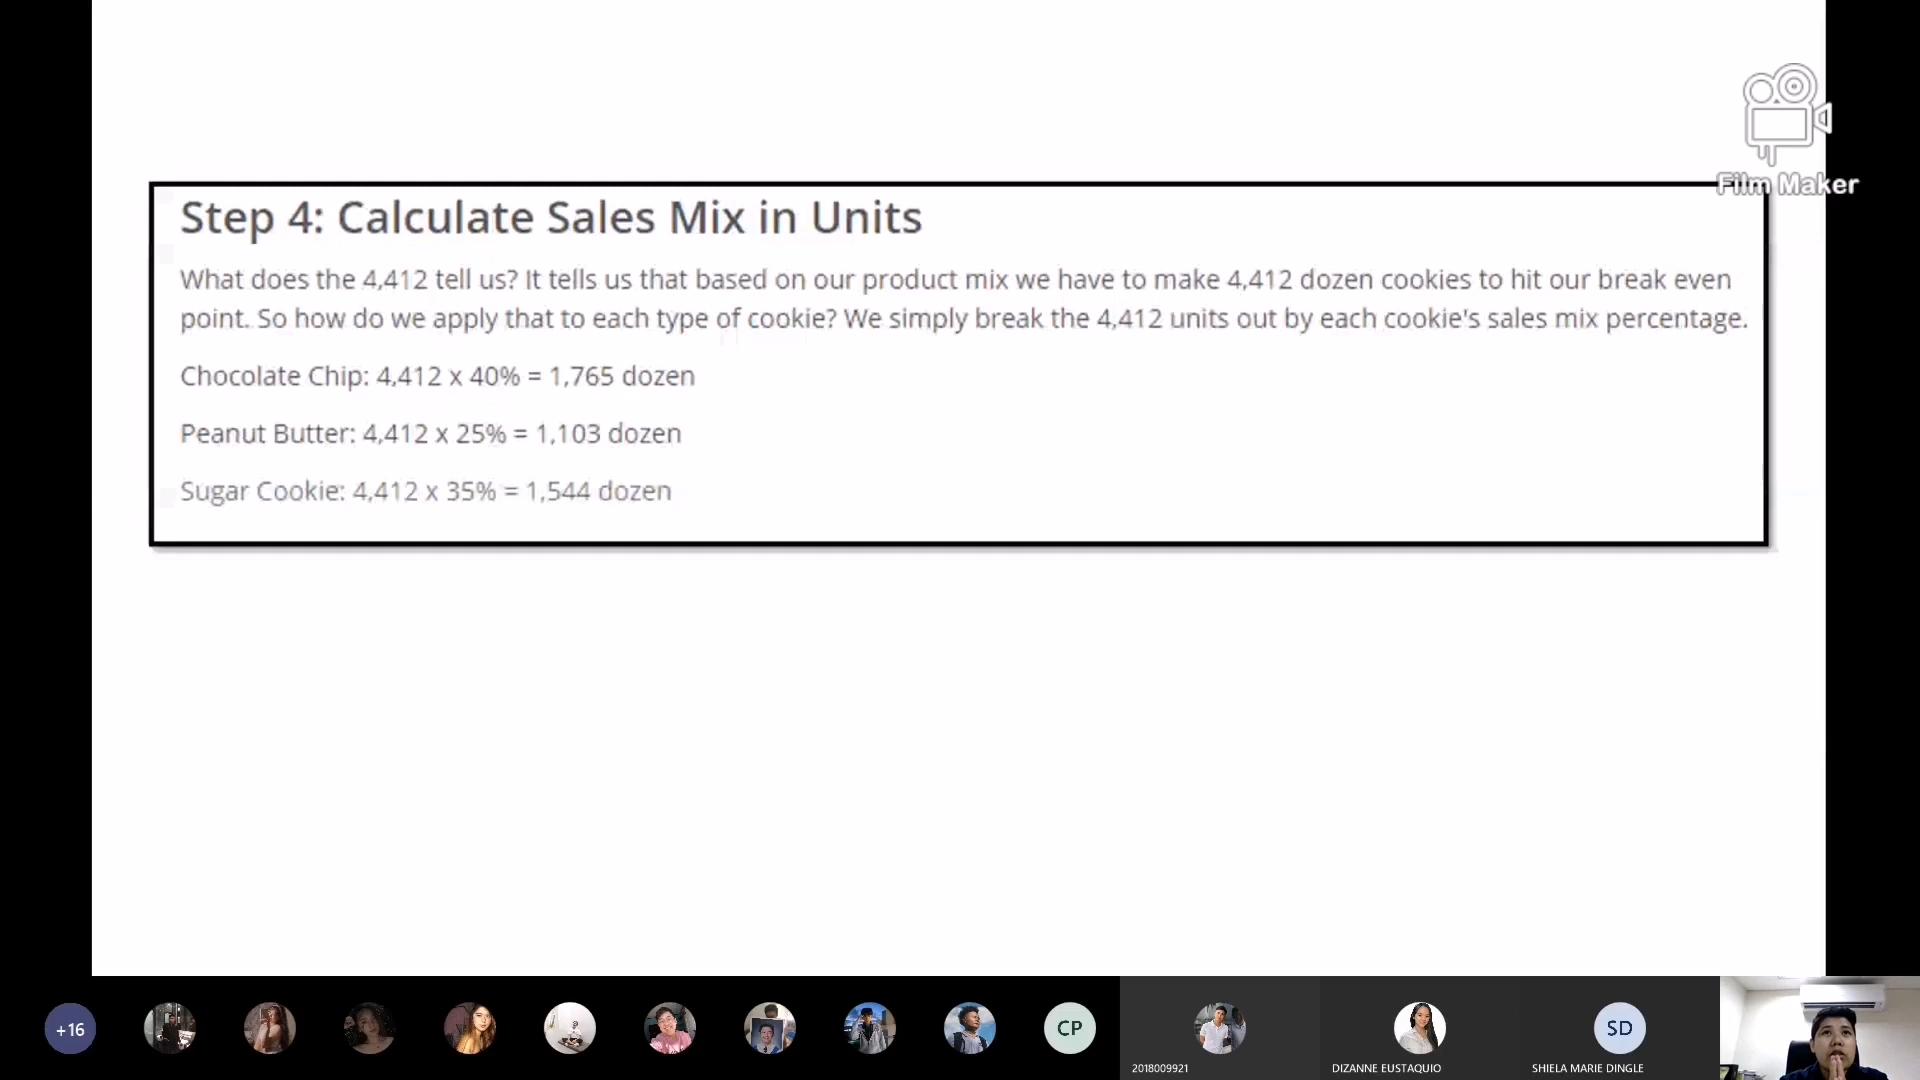 Film Maker
Step 4: Calculate Sales Mix in Units
What does the 4,412 tell us? It tells us that based on our product mix we have to make 4,412 dozen cookies to hit our break even
point. So how do we apply that to each type of cookie? We simply break the 4,412 units out by each cookie's sales mix percentage.
Chocolate Chip: 4,412 x 40% = 1,765 dozen
Peanut Butter: 4,412 x 25% = 1,103 dozen
Sugar Cookie: 4,412 x 35% = 1,544 dozen
+16
CP
SD
2018009921
DIZANNE EUSTAQUIO
SHIELA MARIE DINGLE